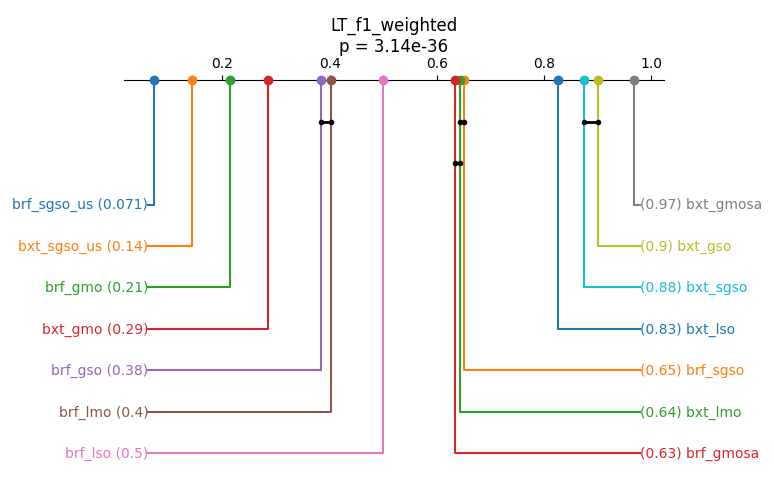 LT_f1_weighted
p = 3.14e-36
0.2 0.4 0.6 0.8 1.0
brf_sgso_us (0.071) (0.97) bxt_gmosa
bxt_sgso_us (0.14) (0.9) bxt_gso
brf_gmo (0.21) (0.88) bxt_sgso
bxt_gmo (0.29) (0.83) bxt_lso
brf_gso (0.38) (0.65) brf_sgso
brf_lmo (0.4) (0.64) bxt_lmo
brf_lso (0.5) (0.63) brf_gmosa